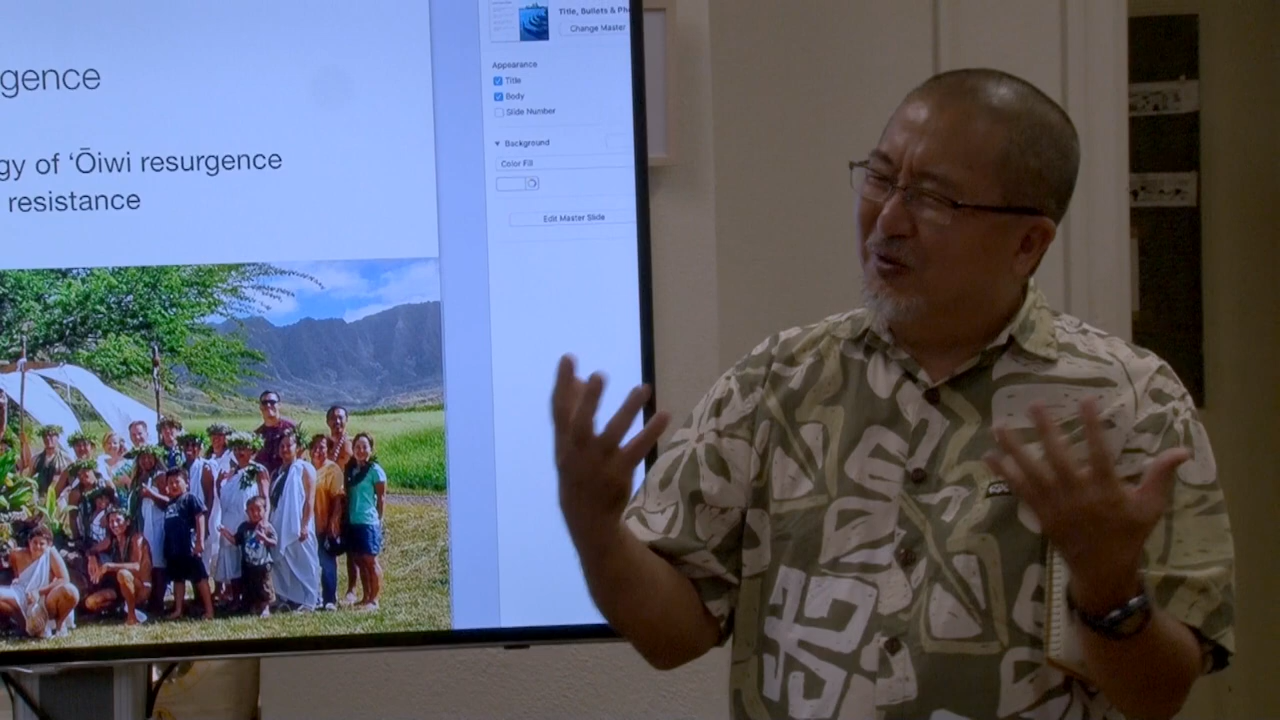 gence
gy of ʻŌiwi resurgence
resistance
Title, Bullets & Ph
Change Master
Appearance
Title
Body
Slide Number
Background
Color Fill
Edit Master Slide